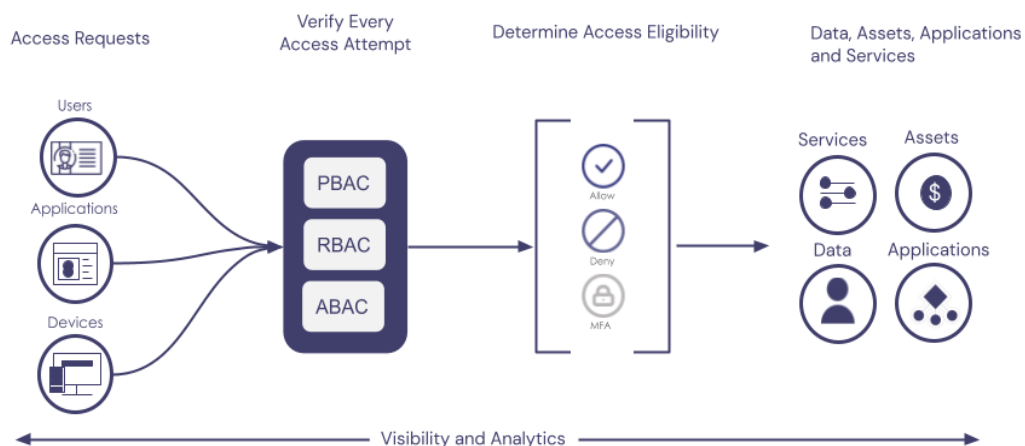 Access Requests
Verify Every
Access Attempt
Determine Access Eligibility
Data, Assets, Applications
and Services
Users
Applications
Devices
PBAC
RBAC
ABAC
Allow
Deny
MFA
Services
Assets
$
Data
Applications
Visibility and Analytics